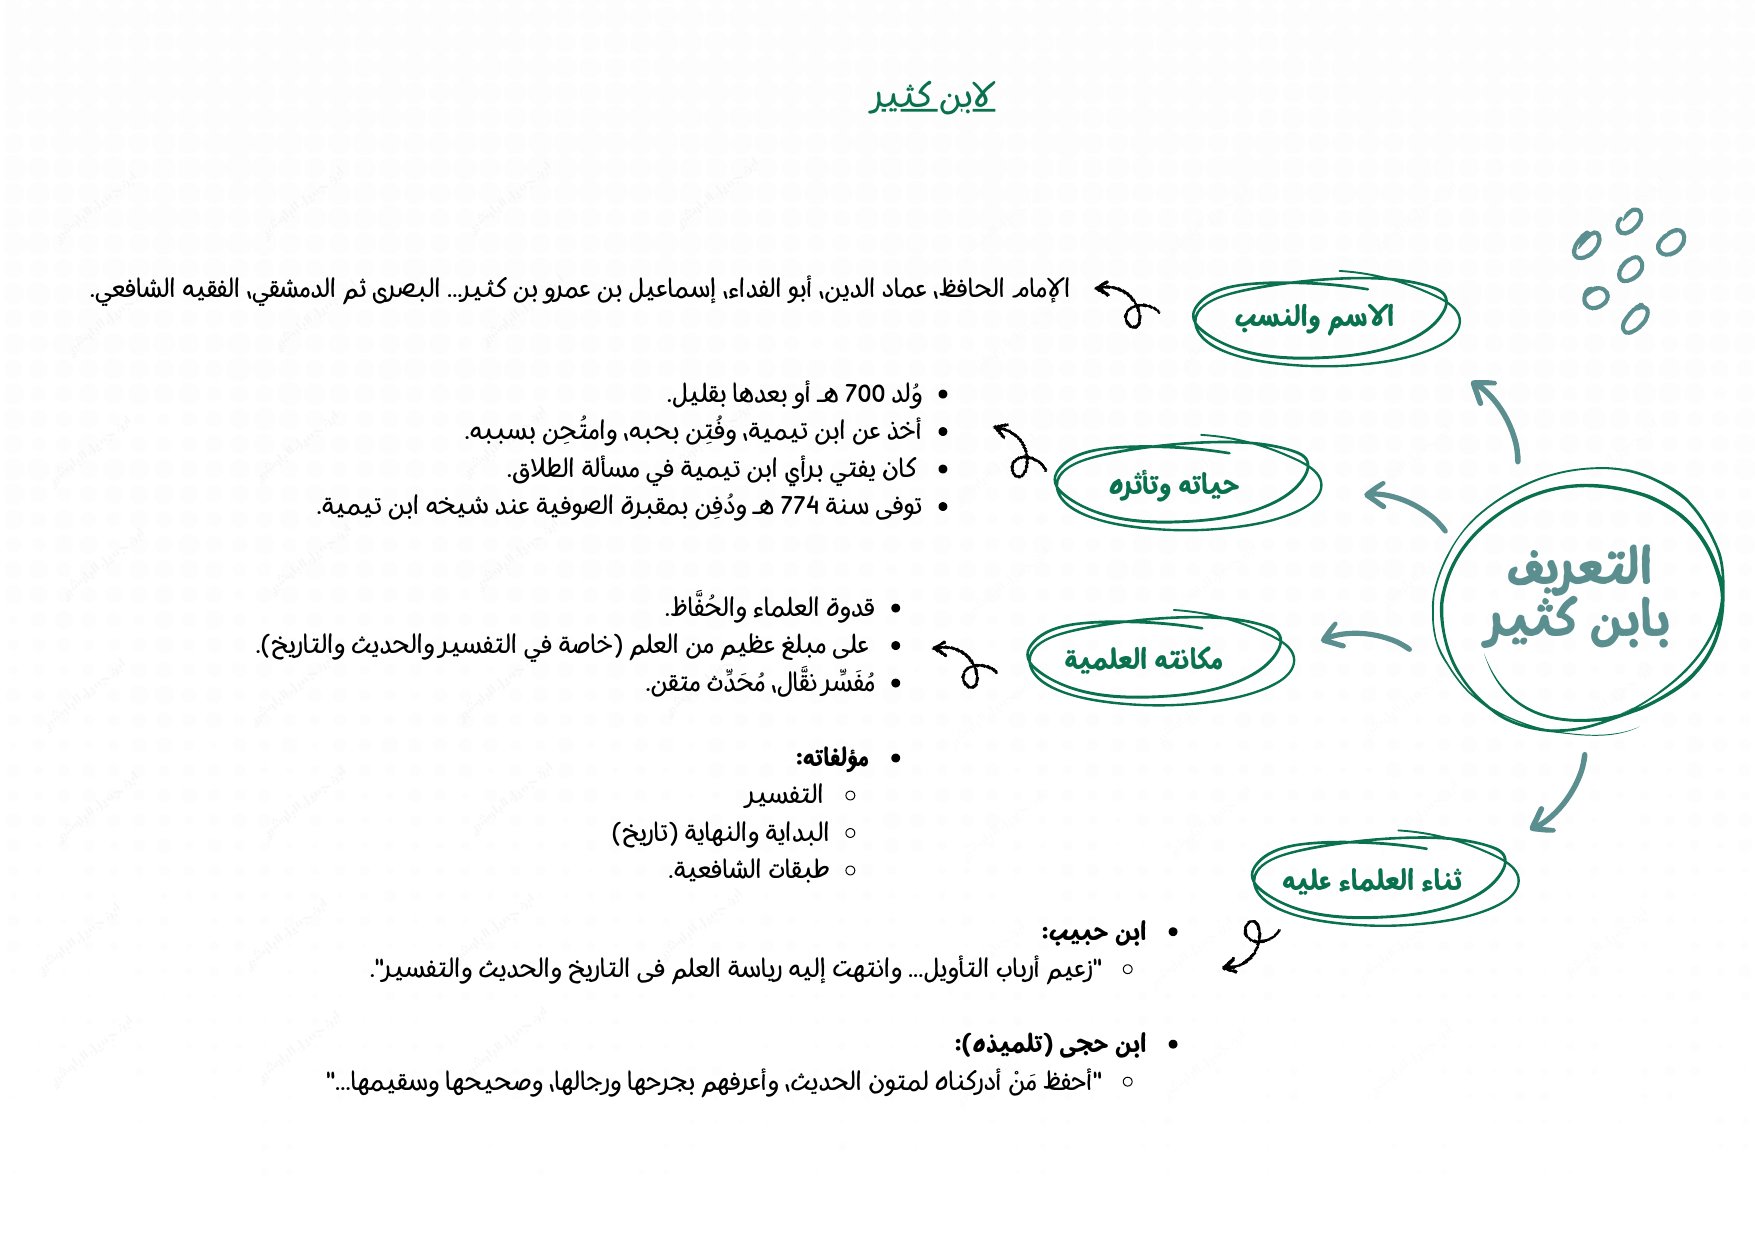 لابن كثير
التعريف
بابن كثير
الاسم والنسب
الإمام الحافظ، عماد الدين، أبو الفداء، إسماعيل بن عمرو بن كثير... البصرى ثم الدمشقي، الفقيه الشافعي.
حياته وتأثره
• وُلد 700 هـ أو بعدها بقليل.
• أخذ عن ابن تيمية، وفُتِن بحبه، وامتُحِن بسببه.
• كان يفتي برأي ابن تيمية في مسألة الطلاق.
• توفى سنة 774 هـ ودُفِن بمقبرة الصوفية عند شيخه ابن تيمية.
مكانته العلمية
• قدوة العلماء والحُفَّاظ.
• على مبلغ عظيم من العلم (خاصة في التفسير والحديث والتاريخ).
• مُفَسِّر نقَّال، مُحَدِّث متقن.
• مؤلفاته:
○ التفسير
○ البداية والنهاية (تاريخ)
○ طبقات الشافعية.
ثناء العلماء عليه
• ابن حبيب:
○ "زعيم أرباب التأويل... وانتهت إليه رياسة العلم فى التاريخ والحديث والتفسير".
• ابن حجى (تلميذه):
○ "أحفظ مَنْ أدركناه لمتون الحديث، وأعرفهم بجرحها ورجالها، وصحيحها وسقيمها..."